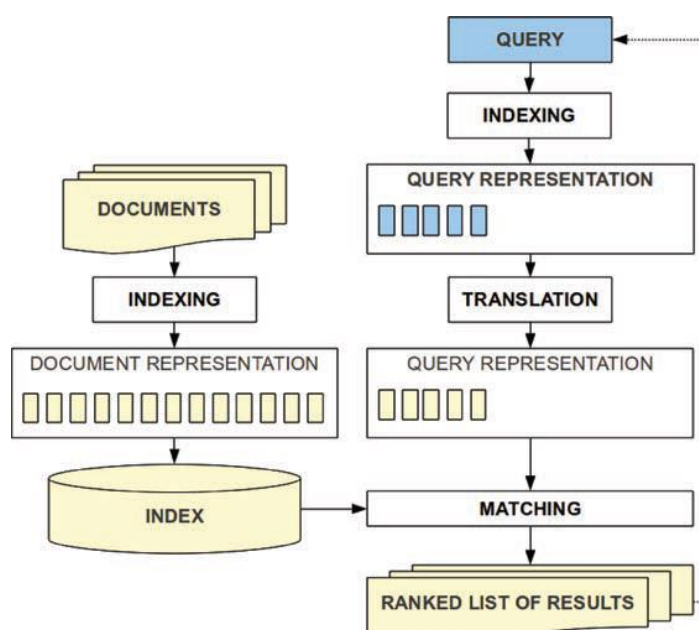 QUERY
INDEXING
QUERY REPRESENTATION
DOCUMENTS
INDEXING
TRANSLATION
DOCUMENT REPRESENTATION
QUERY REPRESENTATION
INDEX
MATCHING
RANKED LIST OF RESULTS